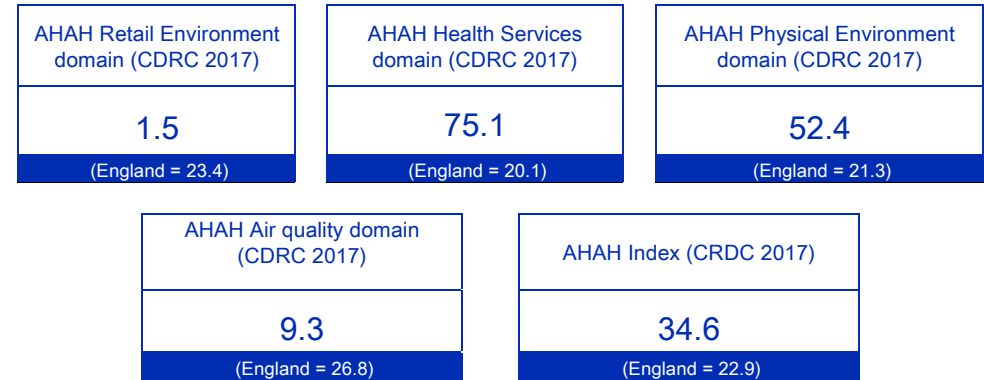 AHAH Retail Environment
domain (CDRC 2017)
1.5
(England = 23.4)
AHAH Health Services
domain (CDRC 2017)
75.1
(England = 20.1)
AHAH Physical Environment
domain (CDRC 2017)
52.4
(England = 21.3)
AHAH Air quality domain
(CDRC 2017)
9.3
(England = 26.8)
AHAH Index (CRDC 2017)
34.6
(England = 22.9)